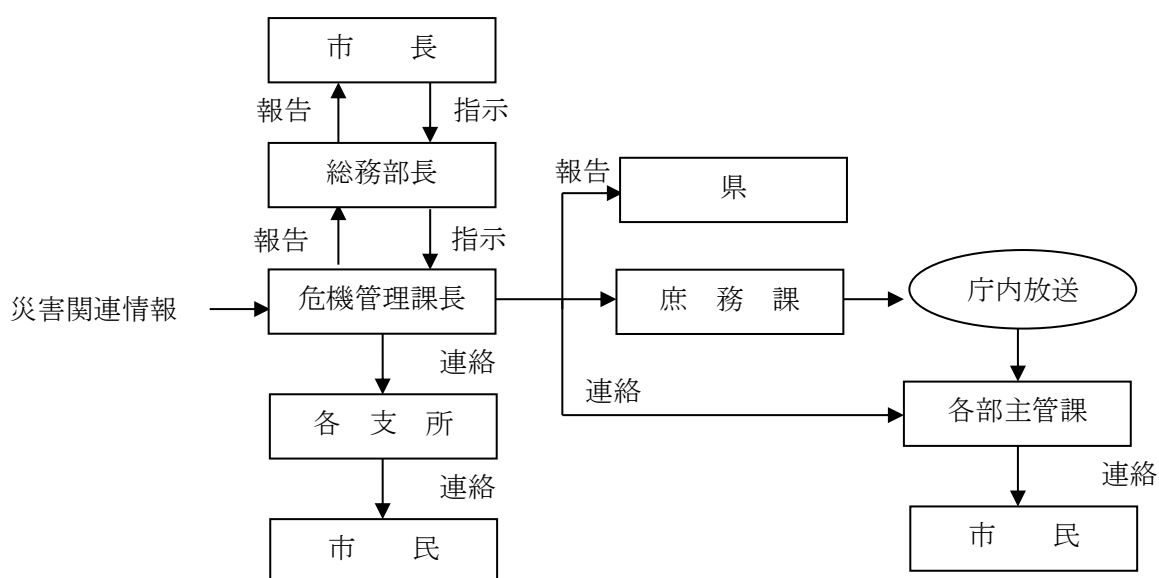 市　　長
報告
指示
総務部長
報告
県
報告
指示
災害関連情報
危機管理課長
庶　務　課
庁内放送
連絡
連絡
各　支　所
各部主管課
連絡
連絡
市　　民
市　　民